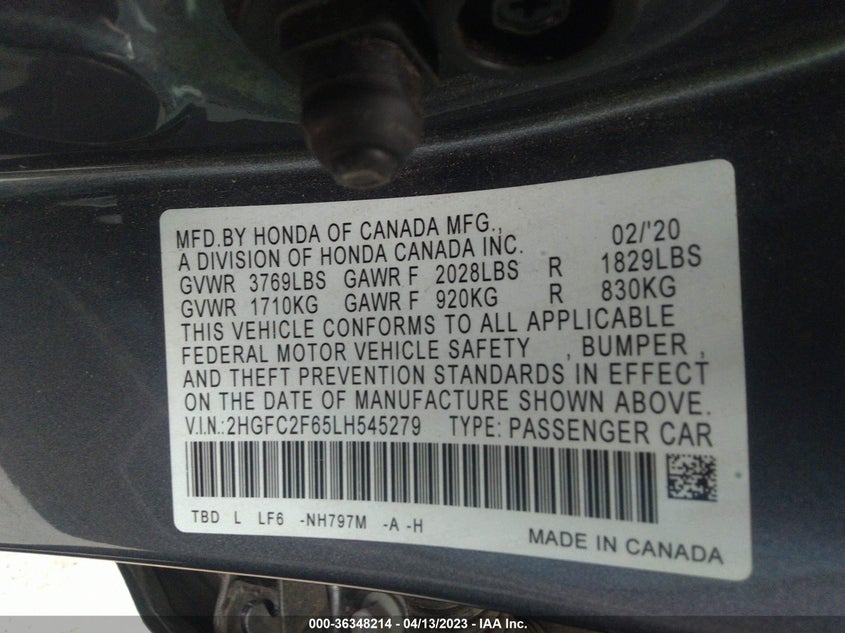 MFD.BY HONDA OF CANADA MFG., 02/'20
A DIVISION OF HONDA CANADA INC.
GVWR 3769LBS GAWR F 2028LBS R 1829LBS
GVWR 1710KG GAWR F 920KG R 830KG
THIS VEHICLE CONFORMS TO ALL APPLICABLE
FEDERAL MOTOR VEHICLE SAFETY , BUMPER ,
AND THEFT PREVENTION STANDARDS IN EFFECT
ON THE DATE OF MANUFACTURE SHOWN ABOVE.
V.I.N.:2HGFC2F65LH545279 TYPE: PASSENGER CAR
TBD L LF6 -NH797M -A -H
MADE IN CANADA
000-36348214 - 04/13/2023 - IAA Inc.